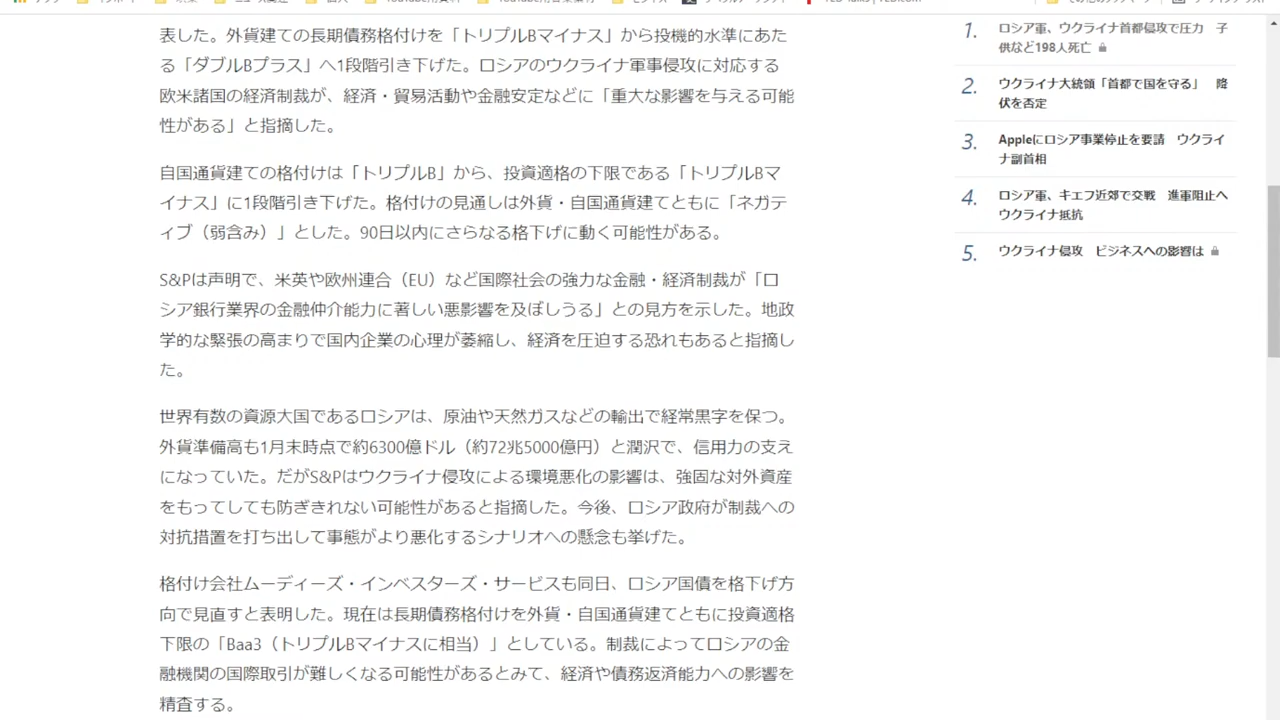 表した。外貨建ての長期債務格付けを「トリプルBマイナス」から投機的水準にあた
る「ダブルBプラス」へ1段階引き下げた。ロシアのウクライナ軍事侵攻に対応する
欧米諸国の経済制裁が、経済・貿易活動や金融安定などに「重大な影響を与える可能
性がある」と指摘した。
自国通貨建ての格付けは「トリプルB」から、投資適格の下限である「トリプルBマ
イナス」に1段階引き下げた。格付けの見通しは外貨・自国通貨建てともに「ネガテ
ィブ（弱含み）」とした。90日以内にさらなる格下げに動く可能性がある。
S&Pは声明で、米英や欧州連合（EU）など国際社会の強力な金融・経済制裁が「ロ
シア銀行業界の金融仲介能力に著しい悪影響を及ぼしうる」との見方を示した。地政
学的な緊張の高まりで国内企業の心理が萎縮し、経済を圧迫する恐れもあると指摘し
た。
世界有数の資源大国であるロシアは、原油や天然ガスなどの輸出で経常黒字を保つ。
外貨準備高も1月末時点で約6300億ドル（約72兆5000億円）と潤沢で、信用力の支え
になっていた。だがS&Pはウクライナ侵攻による環境悪化の影響は、強固な対外資産
をもってしても防ぎきれない可能性があると指摘した。今後、ロシア政府が制裁への
対抗措置を打ち出して事態がより悪化するシナリオへの懸念も挙げた。
格付け会社ムーディーズ・インベスターズ・サービスも同日、ロシア国債を格下げ方
向で見直すと表明した。現在は長期債務格付けを外貨・自国通貨建てともに投資適格
下限の「Baa3（トリプルBマイナスに相当）」としている。制裁によってロシアの金
融機関の国際取引が難しくなる可能性があるとみて、経済や債務返済能力への影響を
精査する。
1. ロシア軍、ウクライナ首都侵攻で圧力 子
供など198人死亡
2. ウクライナ大統領「首都で国を守る」 降
伏を否定
3. Appleにロシア事業停止を要請 ウクライ
ナ副首相
4. ロシア軍、キエフ近郊で交戦 進軍阻止へ
ウクライナ抵抗
5. ウクライナ侵攻 ビジネスへの影響は